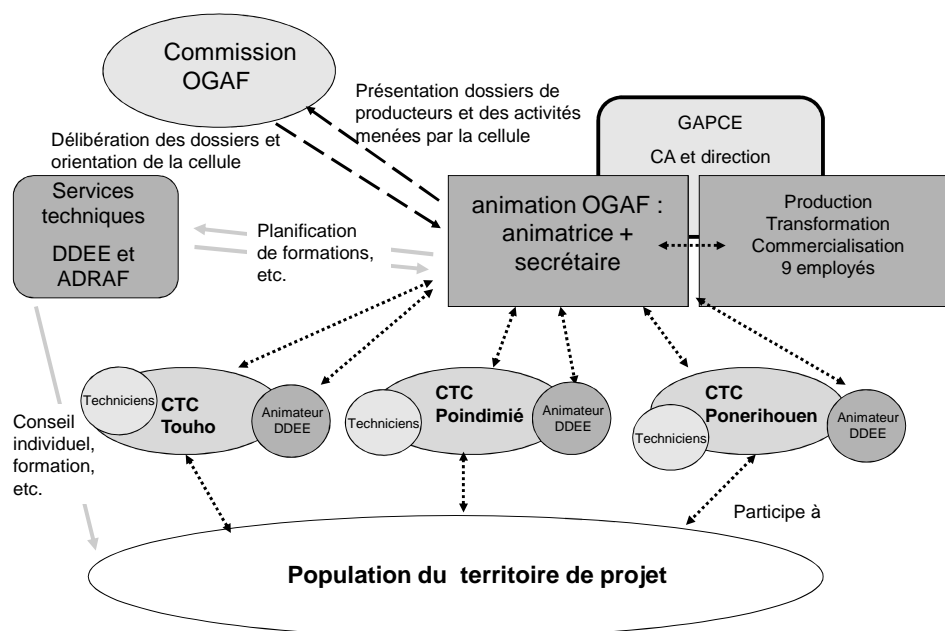 Commission
OGAF
Présentation dossiers de
producteurs et des activités
menées par la cellule
Délibération des dossiers et
orientation de la cellule
GAPCE
CA et direction
Services
techniques
DDEE et
ADRAF
Planification
de formations,
etc.
animation OGAF :
animatrice +
secrétaire
Production
Transformation
Commercialisation
9 employés
Techniciens
CTC
Touho
Animateur
DDEE
Techniciens
CTC
Poindimié
Animateur
DDEE
Techniciens
CTC
Ponerihouen
Animateur
DDEE
Conseil
individuel,
formation,
etc.
Participe à
Population du territoire de projet